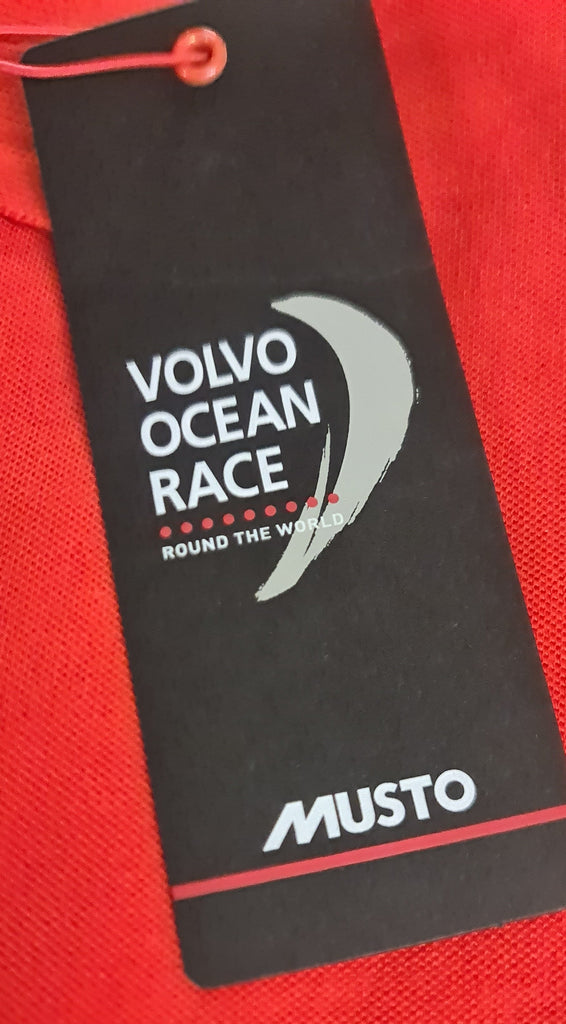 VOLVO
OCEAN
RACE
ROUND THE WORLD
MUSTO